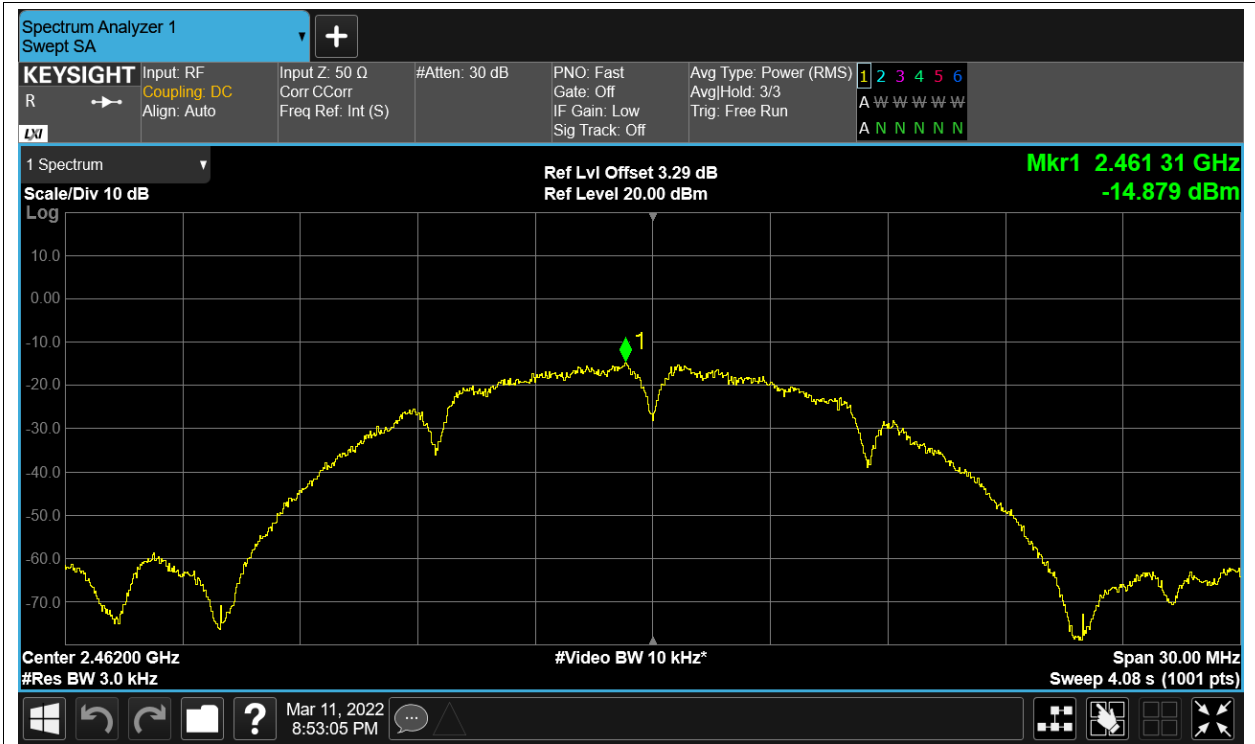 Spectrum Analyzer 1
Swept SA
+
KEYSIGHT
R
LXI
Input: RF
Coupling: DC
Align: Auto
Input Z: 50 Ω
Corr CCorr
Freq Ref: Int (S)
#Atten: 30 dB
PNO: Fast
Gate: Off
IF Gain: Low
Sig Track: Off
Avg Type: Power (RMS)
Avg|Hold: 3/3
Trig: Free Run
1 2 3 4 5 6
A W W W W W
A N N N N N
1 Spectrum
Scale/Div 10 dB
Log
Ref Lvl Offset 3.29 dB
Ref Level 20.00 dBm
Mkr1 2.461 31 GHz
-14.879 dBm
10.0
0.00
-10.0
-20.0
-30.0
-40.0
-50.0
-60.0
-70.0
1
Center 2.46200 GHz
#Res BW 3.0 kHz
#Video BW 10 kHz*
Span 30.00 MHz
Sweep 4.08 s (1001 pts)
?
Mar 11, 2022
8:53:05 PM